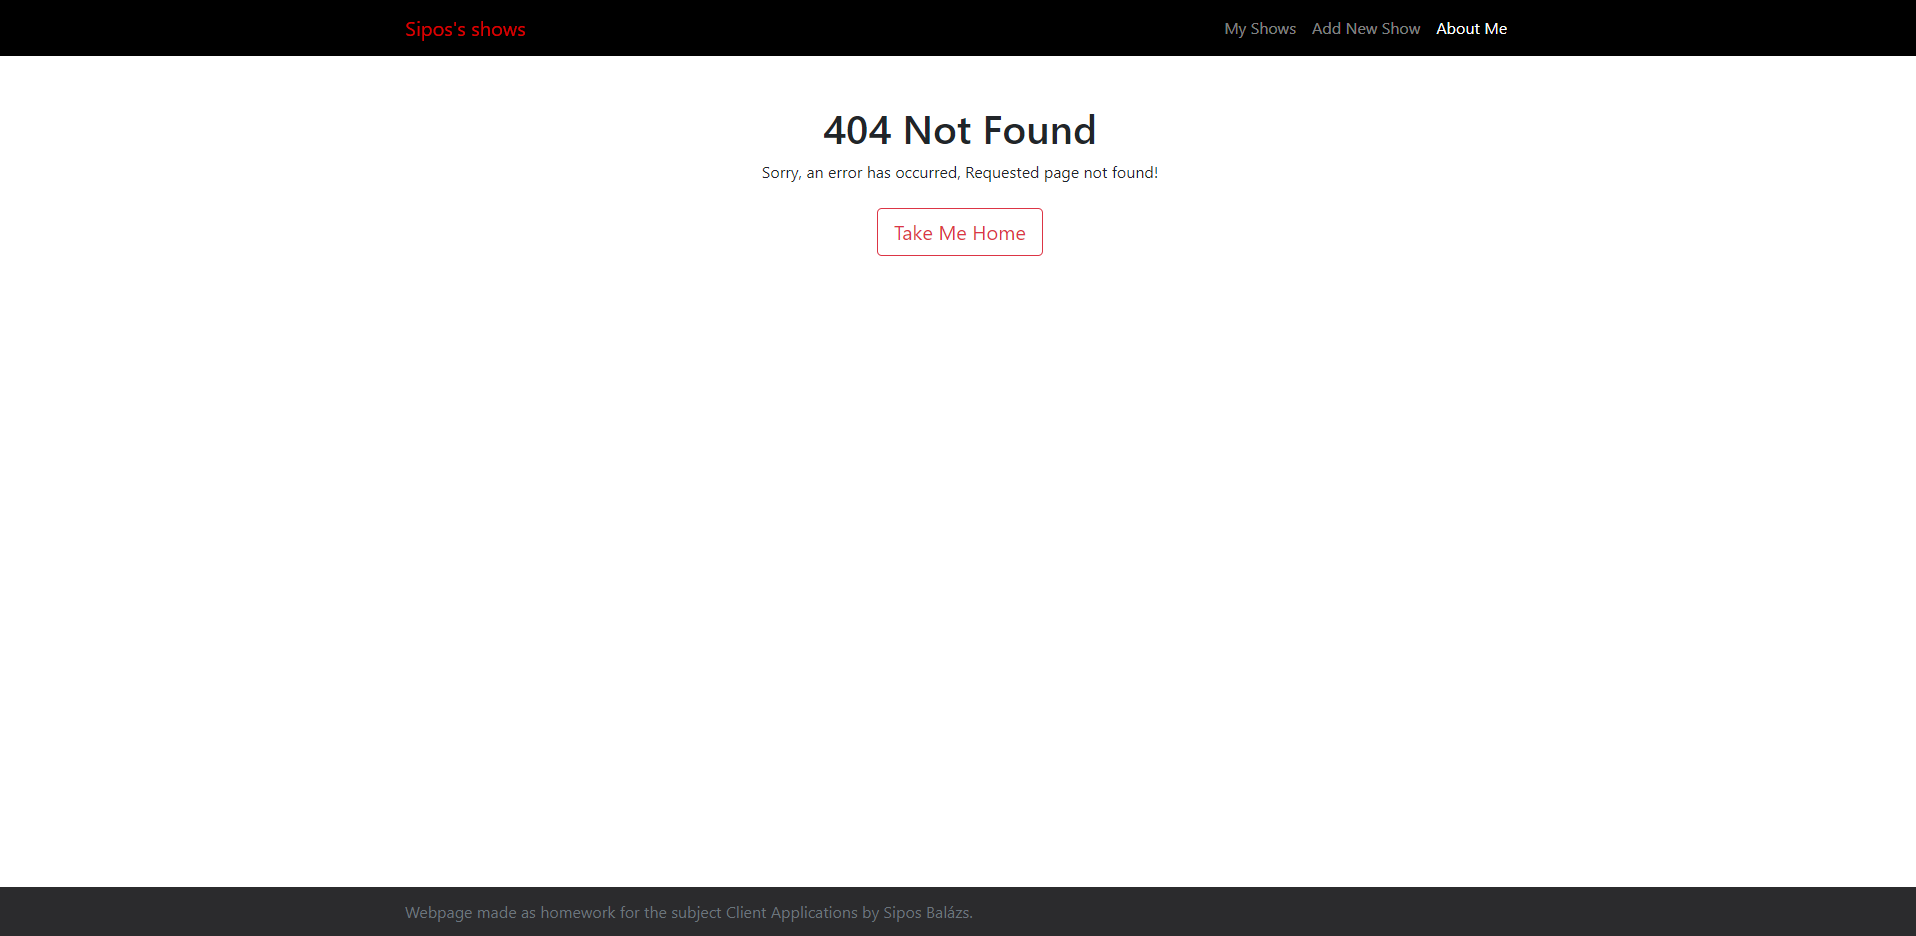 Sipos's shows
My Shows Add New Show About Me
404 Not Found
Sorry, an error has occurred, Requested page not found!
Take Me Home
Webpage made as homework for the subject Client Applications by Sipos Balázs.